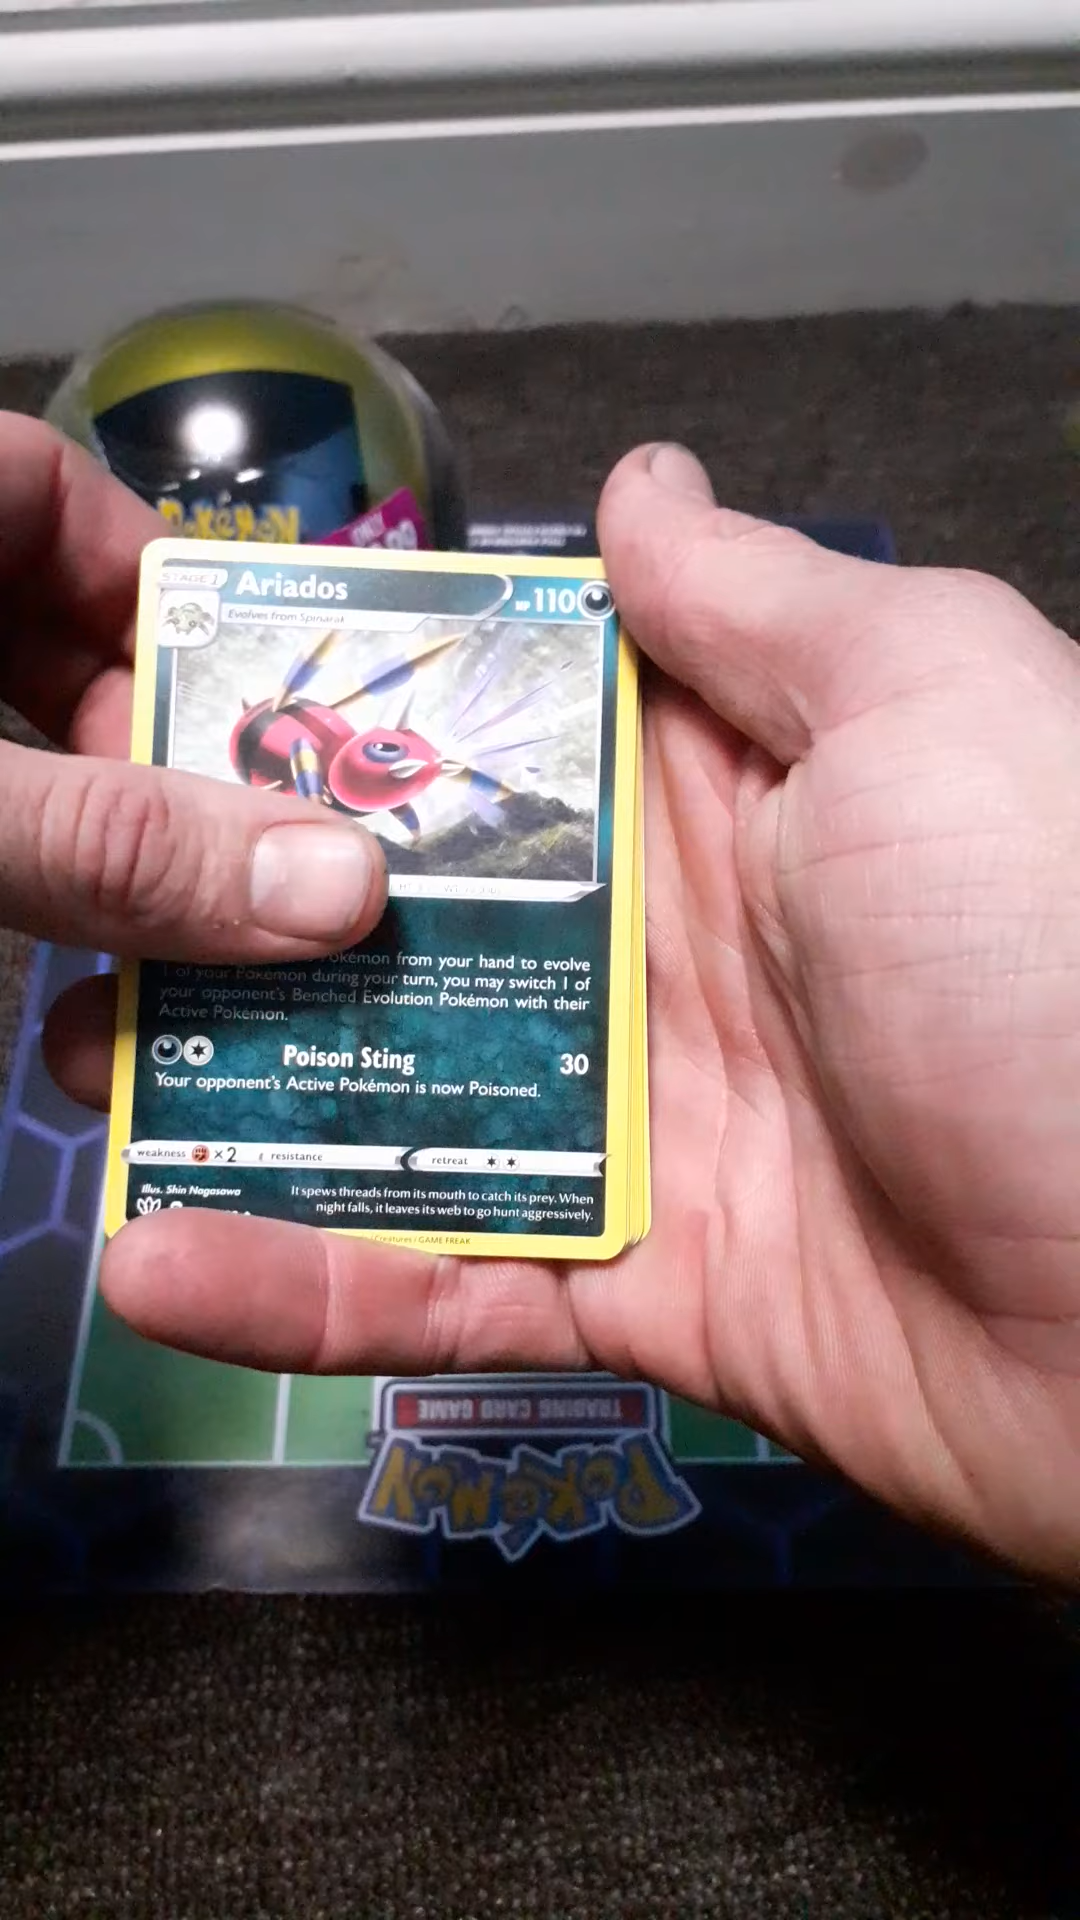 POKéMON
ONLY
STAGE 1
Ariados
HP 110
Evolves from Spinarak
Pokémon from your hand to evolve
1 of your Pokémon during your turn, you may switch 1 of
your opponent's Benched Evolution Pokémon with their
Active Pokémon.
Poison Sting 30
Your opponent's Active Pokémon is now Poisoned.
weakness ×2 resistance retreat
Illus. Shin Nagasawa
It spews threads from its mouth to catch its prey. When
night falls, it leaves its web to go hunt aggressively.
Creatures / GAME FREAK
TRADING CARD GAME
POKéMON